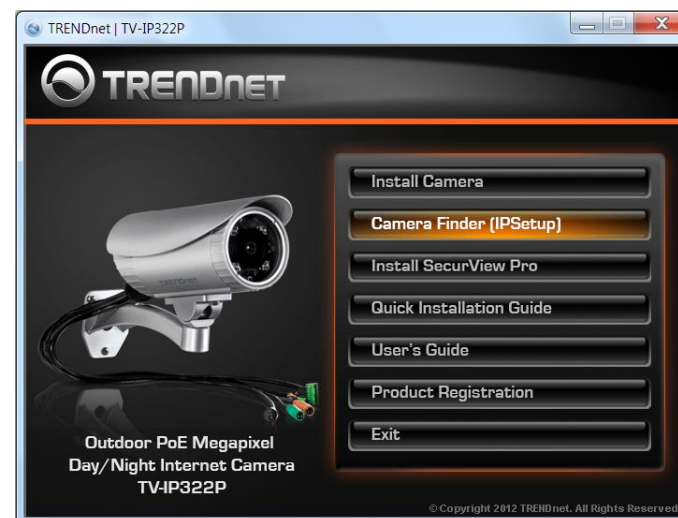 TRENDnet | TV-IP322P
TRENDNET
Install Camera
Camera Finder (IPSetup)
Install SecurView Pro
Quick Installation Guide
User's Guide
Product Registration
Exit
TRENDNET
Outdoor PoE Megapixel
Day/Night Internet Camera
TV-IP322P
© Copyright 2012 TRENDnet. All Rights Reserved